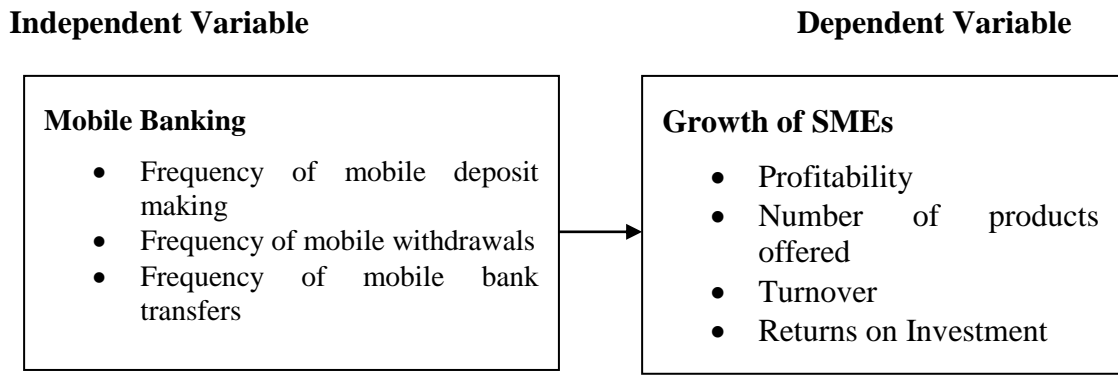 Independent Variable
Dependent Variable
Mobile Banking
• Frequency of mobile deposit
making
• Frequency of mobile withdrawals
• Frequency of mobile bank
transfers
Growth of SMEs
• Profitability
• Number of products
offered
• Turnover
• Returns on Investment